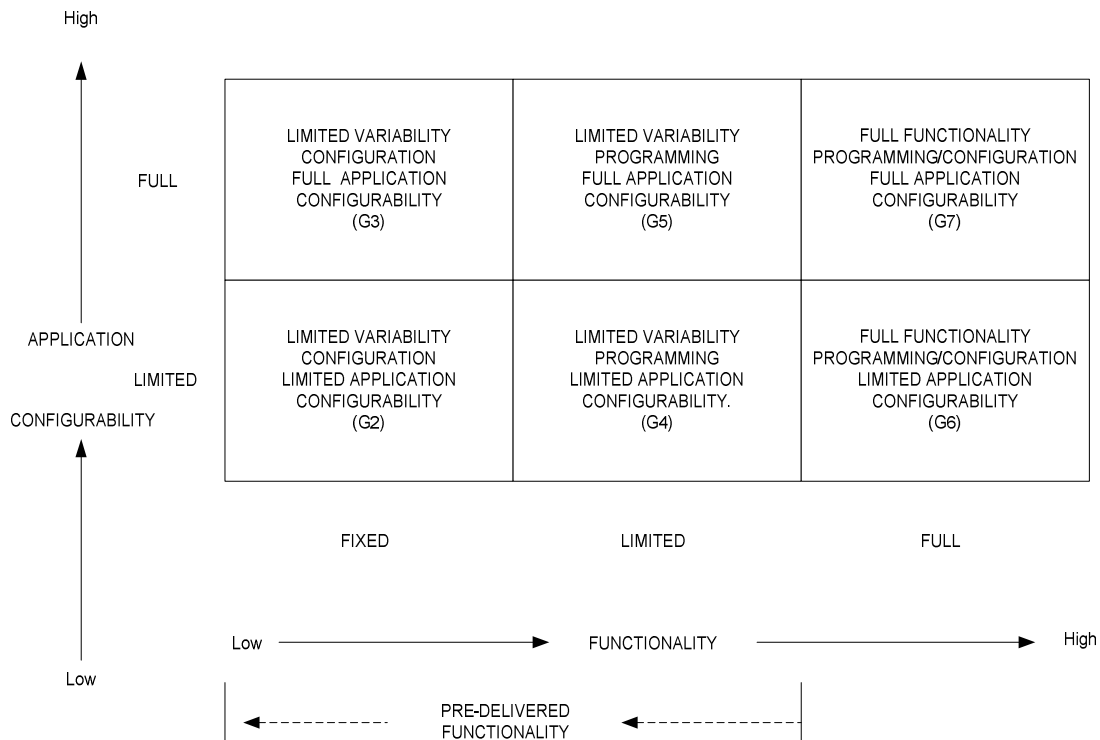 High
LIMITED VARIABILITY
CONFIGURATION
FULL APPLICATION
CONFIGURABILITY
(G3)
LIMITED VARIABILITY
PROGRAMMING
FULL APPLICATION
CONFIGURABILITY
(G5)
FULL FUNCTIONALITY
PROGRAMMING/CONFIGURATION
FULL APPLICATION
CONFIGURABILITY
(G7)
FULL
APPLICATION
LIMITED
CONFIGURABILITY
LIMITED VARIABILITY
CONFIGURATION
LIMITED APPLICATION
CONFIGURABILITY
(G2)
LIMITED VARIABILITY
PROGRAMMING
LIMITED APPLICATION
CONFIGURABILITY.
(G4)
FULL FUNCTIONALITY
PROGRAMMING/CONFIGURATION
LIMITED APPLICATION
CONFIGURABILITY
(G6)
FIXED
LIMITED
FULL
Low
FUNCTIONALITY
High
Low
PRE-DELIVERED
FUNCTIONALITY